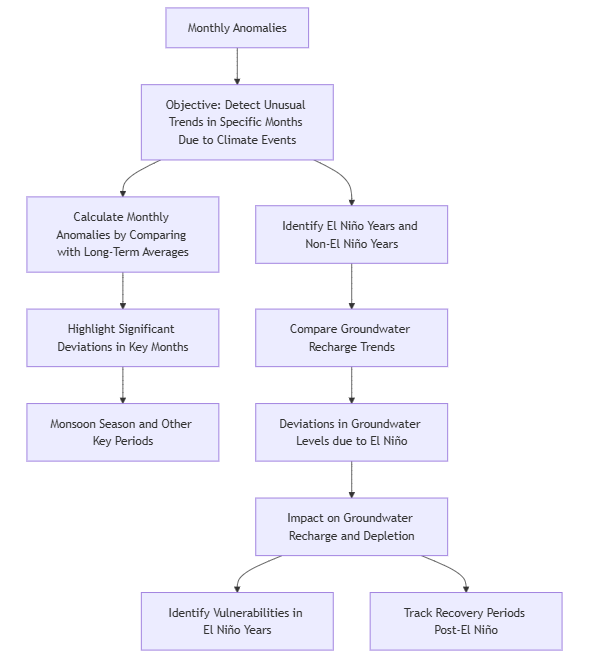 Monthly Anomalies
Objective: Detect Unusual
Trends in Specific Months
Due to Climate Events
Calculate Monthly
Anomalies by Comparing
with Long-Term Averages
Identify El Niño Years and
Non-El Niño Years
Highlight Significant
Deviations in Key Months
Compare Groundwater
Recharge Trends
Monsoon Season and Other
Key Periods
Deviations in Groundwater
Levels due to El Niño
Impact on Groundwater
Recharge and Depletion
Identify Vulnerabilities in
El Niño Years
Track Recovery Periods
Post-El Niño